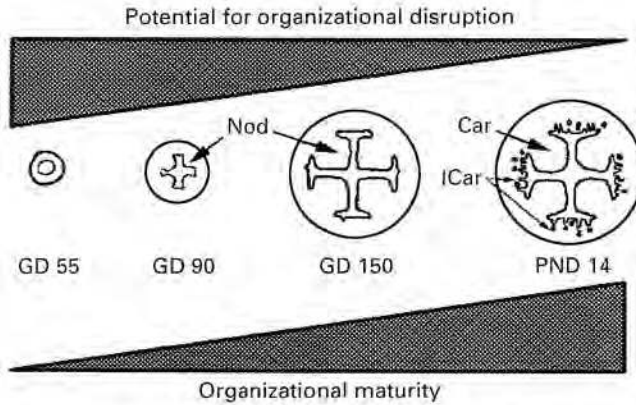 Potential for organizational disruption
Nod
Car
ICar
GD 55 GD 90 GD 150 PND 14
Organizational maturity